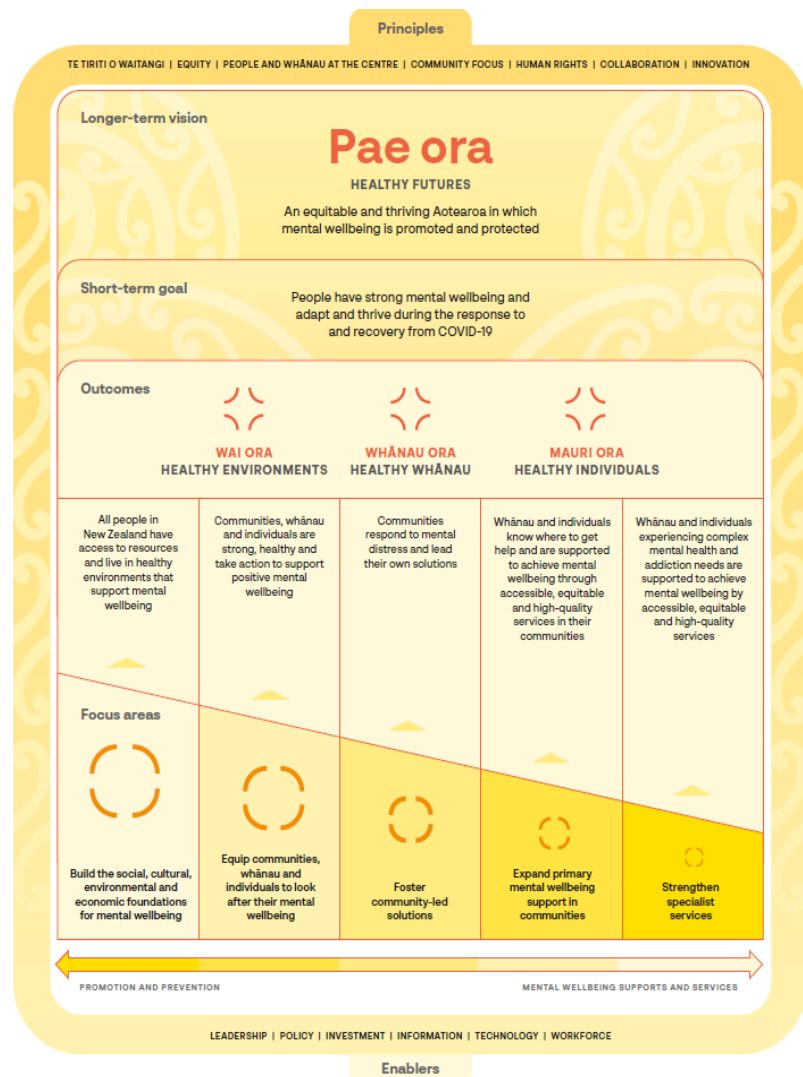 Principles
TE TIRITI O WAITANGI | EQUITY | PEOPLE AND WHĀNAU AT THE CENTRE | COMMUNITY FOCUS | HUMAN RIGHTS | COLLABORATION | INNOVATION
Longer-term vision
Pae ora
HEALTHY FUTURES
An equitable and thriving Aotearoa in which
mental wellbeing is promoted and protected
Short-term goal
People have strong mental wellbeing and
adapt and thrive during the response to
and recovery from COVID-19
Outcomes
WAI ORA
HEALTHY ENVIRONMENTS
WHĀNAU ORA
HEALTHY WHĀNAU
MAURI ORA
HEALTHY INDIVIDUALS
All people in
New Zealand have
access to resources
and live in healthy
environments that
support mental
wellbeing
Communities, whānau
and individuals are
strong, healthy and
take action to support
positive mental
wellbeing
Communities
respond to mental
distress and lead
their own solutions
Whānau and individuals
know where to get
help and are supported
to achieve mental
wellbeing through
accessible, equitable
and high-quality
services in their
communities
Whānau and individuals
experiencing complex
mental health and
addiction needs are
supported to achieve
mental wellbeing by
accessible, equitable
and high-quality
services
Focus areas
Build the social, cultural,
environmental and
economic foundations
for mental wellbeing
Equip communities,
whānau and
individuals to look
after their mental
wellbeing
Foster
community-led
solutions
Expand primary
mental wellbeing
support in
communities
Strengthen
specialist
services
PROMOTION AND PREVENTION
MENTAL WELLBEING SUPPORTS AND SERVICES
LEADERSHIP | POLICY | INVESTMENT | INFORMATION | TECHNOLOGY | WORKFORCE
Enablers